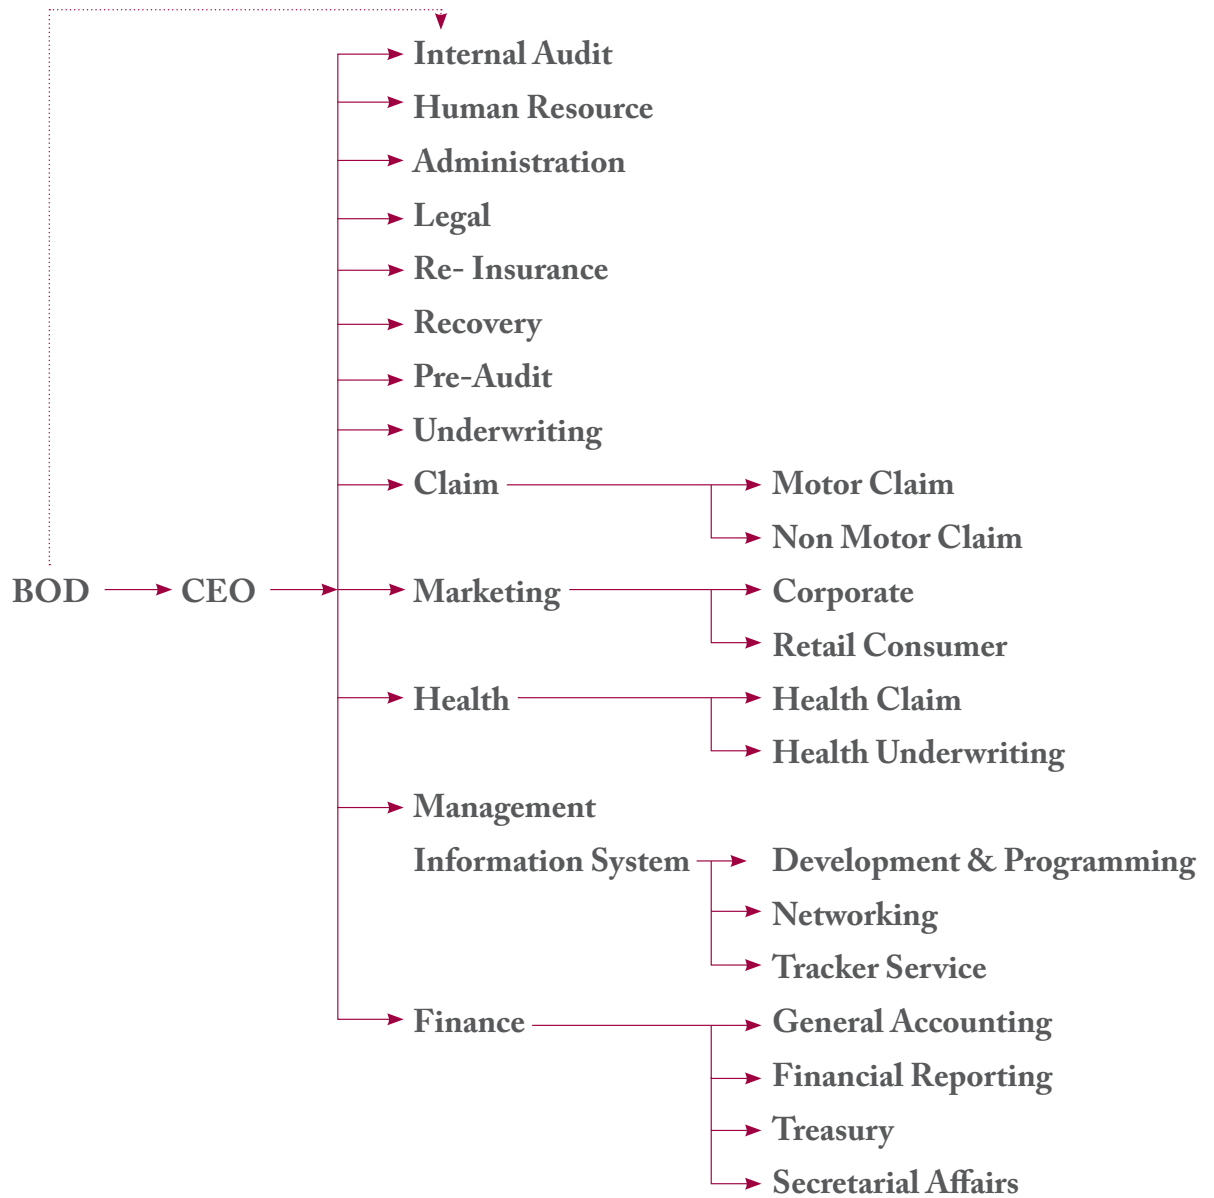 Internal Audit
Human Resource
Administration
Legal
Re- Insurance
Recovery
Pre-Audit
Underwriting
Claim
Motor Claim
Non Motor Claim
BOD
CEO
Marketing
Corporate
Retail Consumer
Health
Health Claim
Health Underwriting
Management
Information System
Development & Programming
Networking
Tracker Service
Finance
General Accounting
Financial Reporting
Treasury
Secretarial Affairs